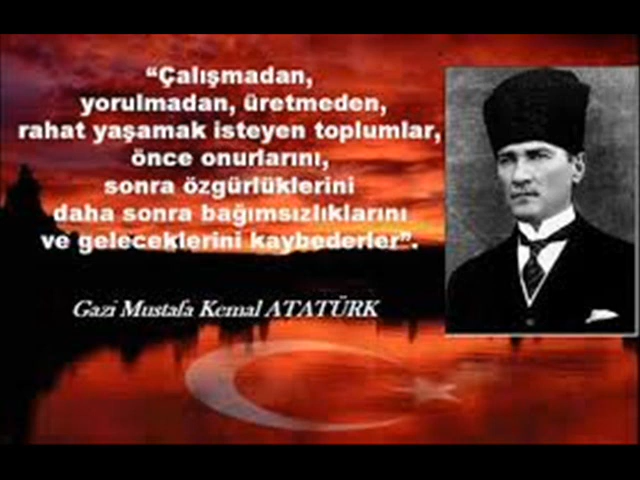 “Çalışmadan,
yorulmadan, üretmeden,
rahat yaşamak isteyen toplumlar,
önce onurlarını,
sonra özgürlüklerini
daha sonra bağımsızlıklarını
ve geleceklerini kaybederler”.
Gazi Mustafa Kemal ATATÜRK